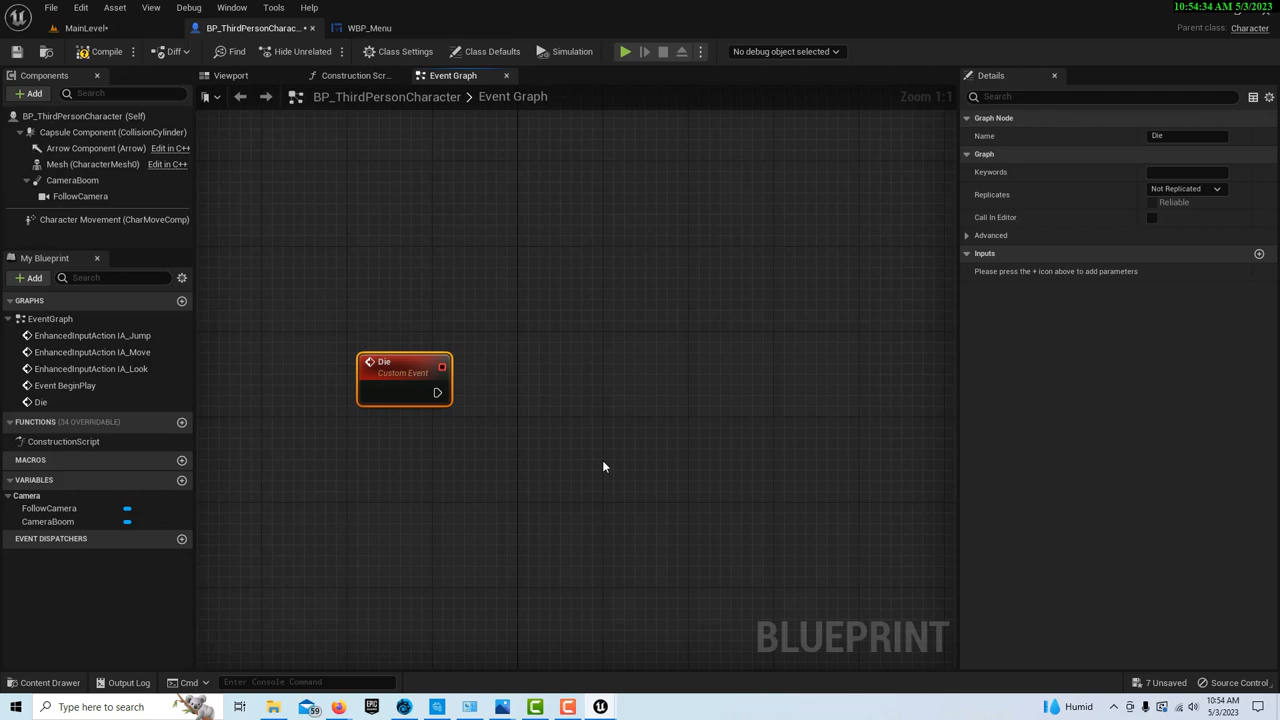 10:54:34 AM 5/3/2023
File Edit Asset View Debug Window Tools Help
MainLevel•
BP_ThirdPersonCharac...•
WBP_Menu
Parent class: Character
Compile
Diff
Find
Hide Unrelated
Class Settings
Class Defaults
Simulation
No debug object selected
Components
Viewport
Construction Scr...
Event Graph
Details
Add
Search
BP_ThirdPersonCharacter > Event Graph
Zoom 1:1
Search
BP_ThirdPersonCharacter (Self)
Capsule Component (CollisionCylinder)
Arrow Component (Arrow) Edit in C++
Mesh (CharacterMesh0) Edit in C++
CameraBoom
FollowCamera
Character Movement (CharMoveComp)
Graph Node
Name Die
Graph
Keywords
Replicates Not Replicated
Reliable
Call In Editor
Advanced
Inputs
Please press the + icon above to add parameters
My Blueprint
Add
Search
GRAPHS
EventGraph
EnhancedInputAction IA_Jump
EnhancedInputAction IA_Move
EnhancedInputAction IA_Look
Event BeginPlay
Die
FUNCTIONS (34 OVERRIDABLE)
ConstructionScript
MACROS
VARIABLES
Camera
FollowCamera
CameraBoom
EVENT DISPATCHERS
Die
Custom Event
BLUEPRINT
Content Drawer
Output Log
Cmd
Enter Console Command
7 Unsaved
Source Control
Type here to search
59
Humid
10:54 AM
5/3/2023